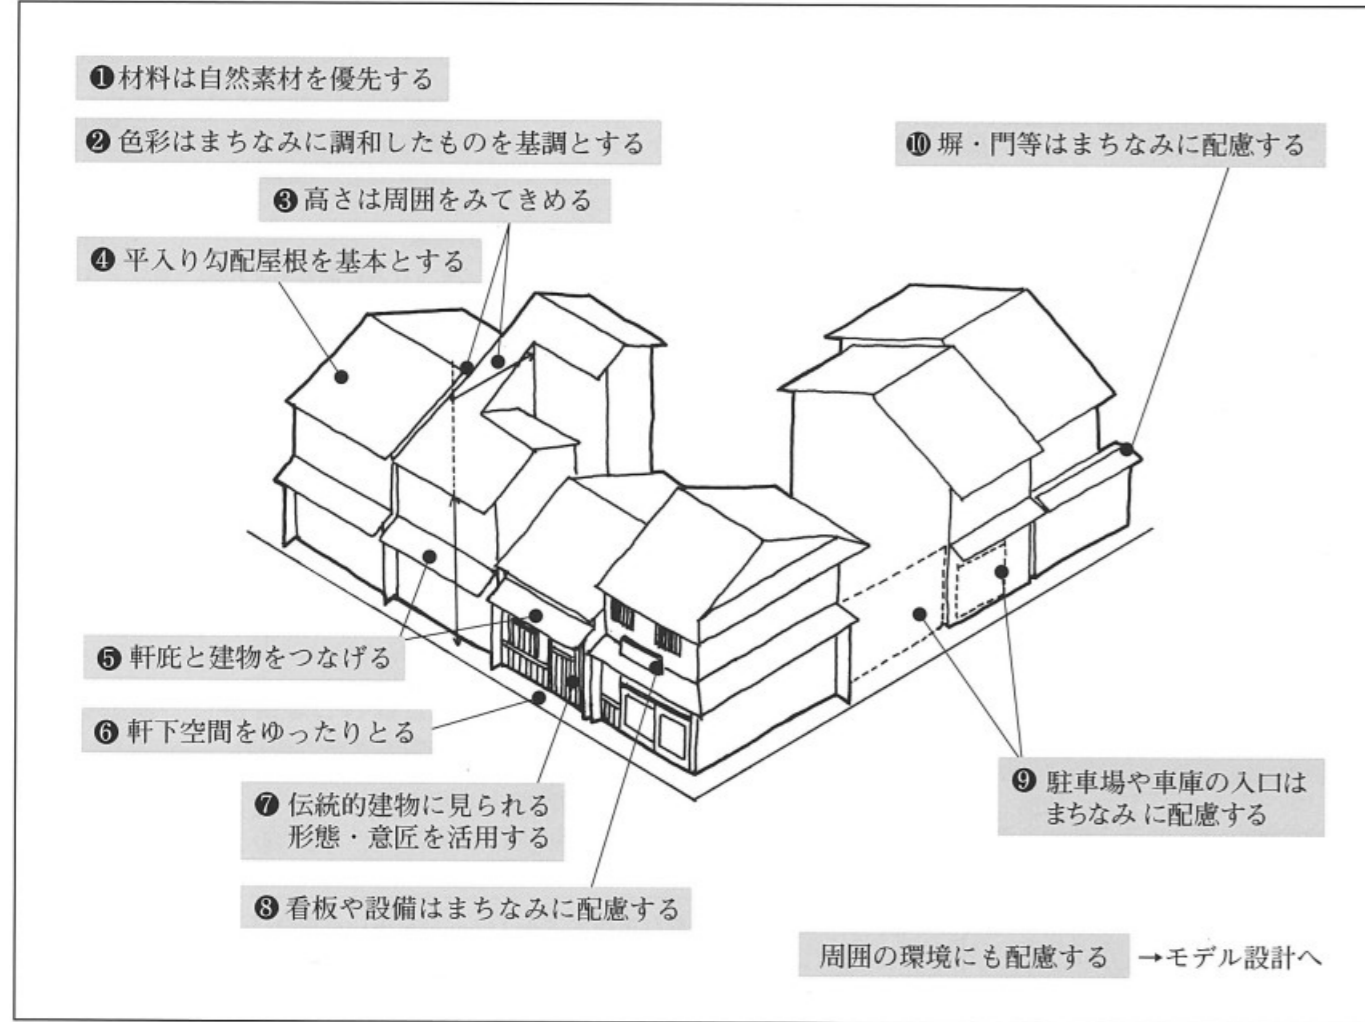 ❶材料は自然素材を優先する
❷ 色彩はまちなみに調和したものを基調とする
❸ 高さは周囲をみてきめる
❹ 平入り勾配屋根を基本とする
❺ 軒庇と建物をつなげる
❻ 軒下空間をゆったりとる
❼ 伝統的建物に見られる
形態・意匠を活用する
❽ 看板や設備はまちなみに配慮する
❾ 駐車場や車庫の入口は
まちなみ に配慮する
❿ 塀・門等はまちなみに配慮する
周囲の環境にも配慮する →モデル設計へ